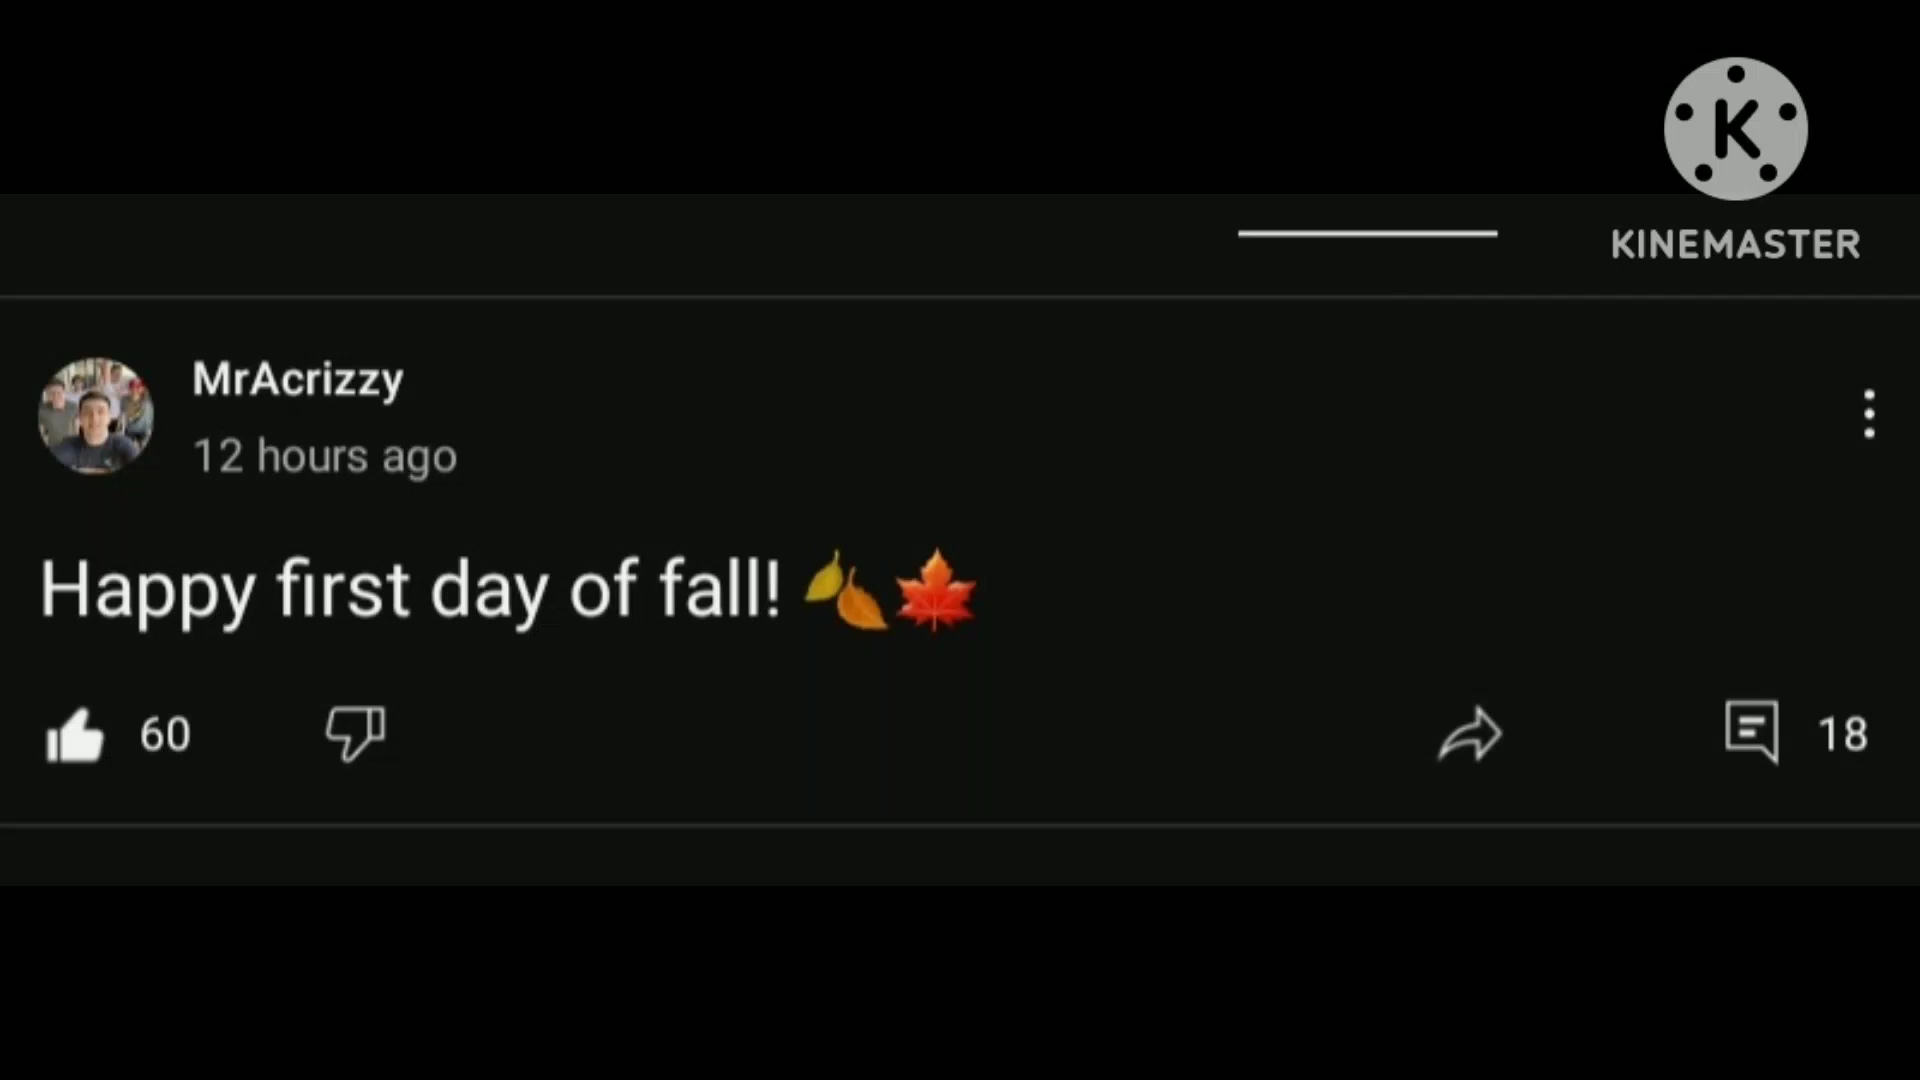 K
KINEMASTER
MrAcrizzy
12 hours ago
Happy first day of fall! 🍂🍁
60
18